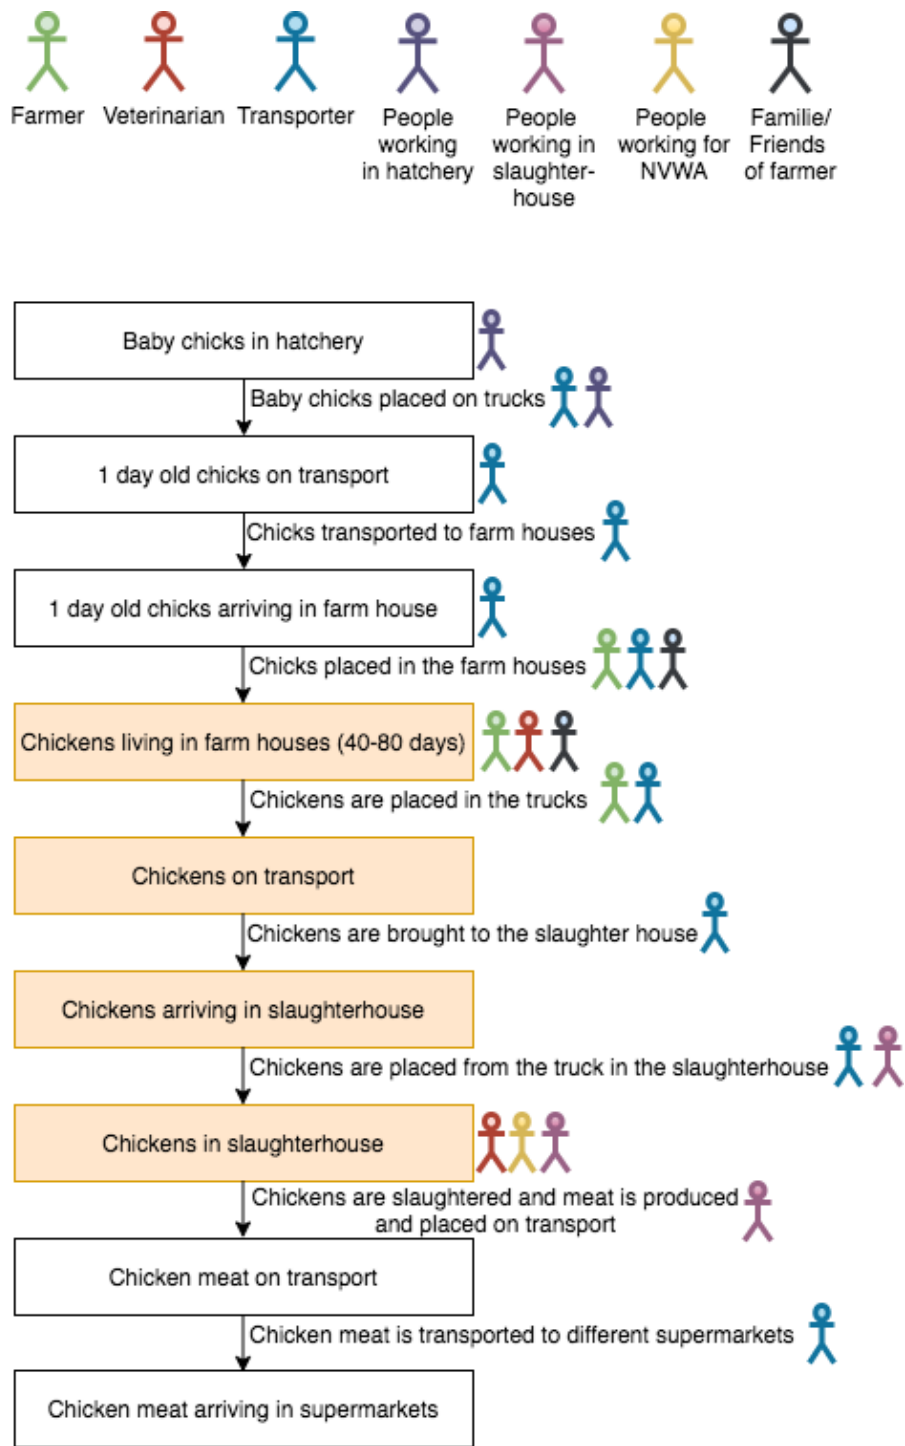 Farmer
Veterinarian
Transporter
People
working
in hatchery
People
working in
slaughter-
house
People
working for
NVWA
Familie/
Friends
of farmer
Baby chicks in hatchery
Baby chicks placed on trucks
1 day old chicks on transport
Chicks transported to farm houses
1 day old chicks arriving in farm house
Chicks placed in the farm houses
Chickens living in farm houses (40-80 days)
Chickens are placed in the trucks
Chickens on transport
Chickens are brought to the slaughter house
Chickens arriving in slaughterhouse
Chickens are placed from the truck in the slaughterhouse
Chickens in slaughterhouse
Chickens are slaughtered and meat is produced
and placed on transport
Chicken meat on transport
Chicken meat is transported to different supermarkets
Chicken meat arriving in supermarkets